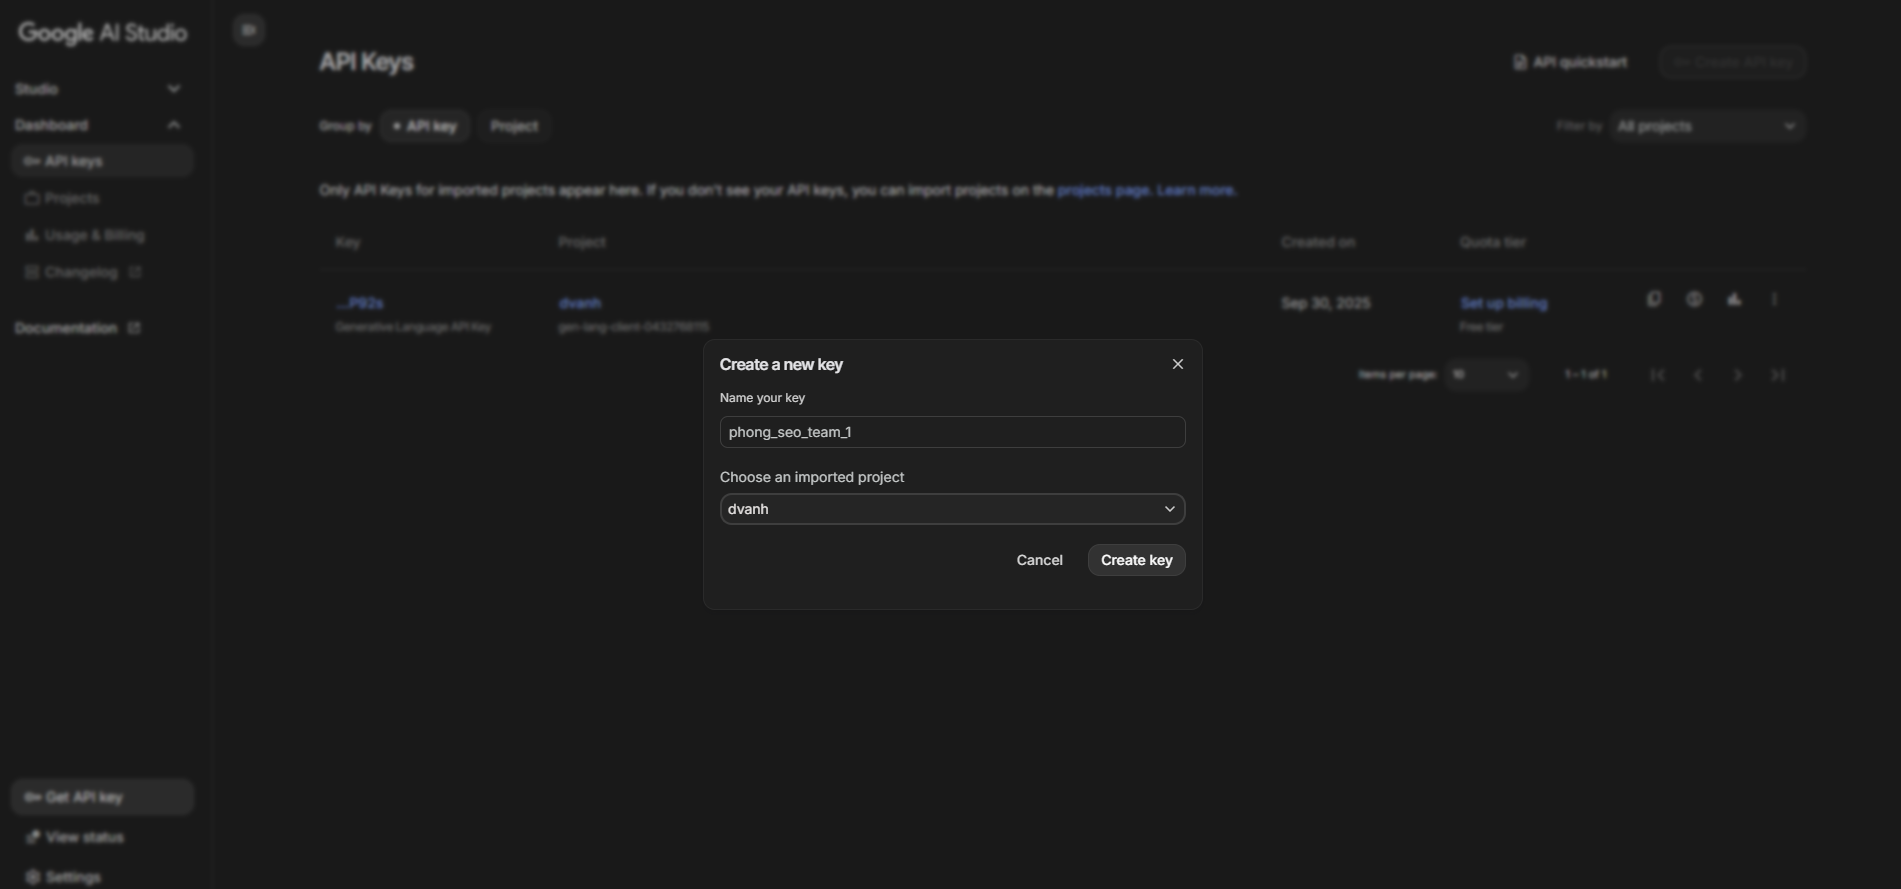 Google AI Studio
Studio
Dashboard
API keys
Projects
Usage & Billing
Changelog
Documentation
Get API key
View status
Settings
API Keys
API quickstart
Create API key
Group by
API key
Project
Filter by
All projects
Only API Keys for imported projects appear here. If you don't see your API keys, you can import projects on the projects page. Learn more.
Key
Project
Created on
Quota tier
...P92s
dvanh
Sep 30, 2025
Set up billing
Generative Language API Key
Free tier
Items per page:
10
1 – 1 of 1
Create a new key
Name your key
phong_seo_team_1
Choose an imported project
dvanh
Cancel
Create key